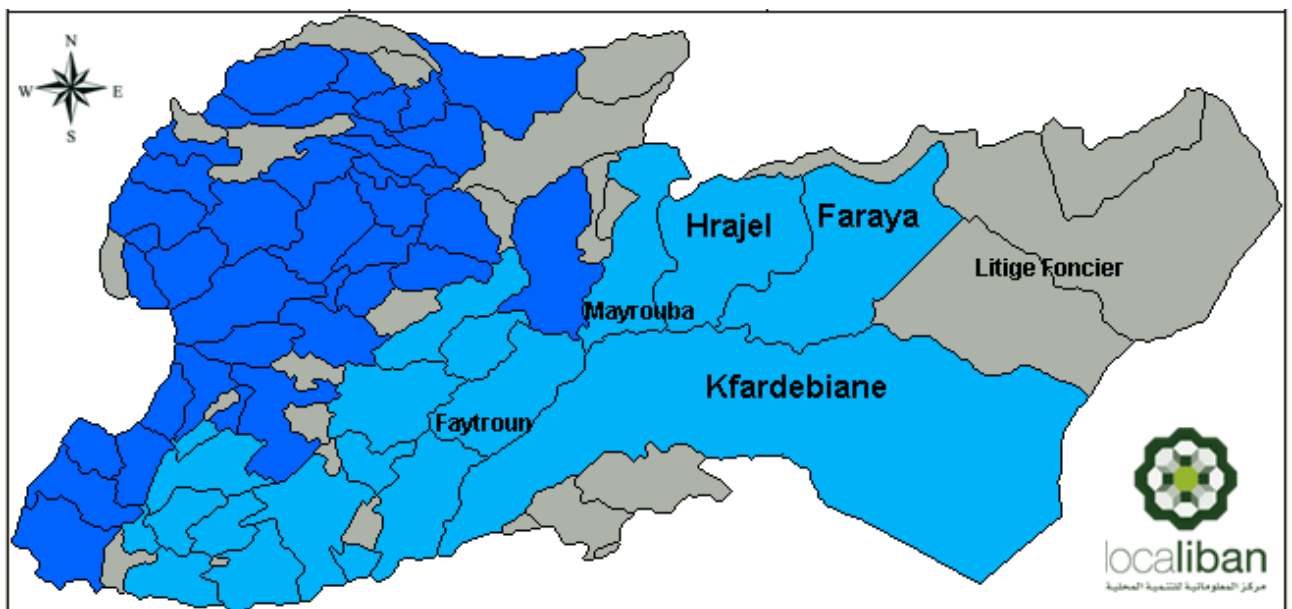 N
W E
S
Hrajel
Faraya
Litige Foncier
Mayrouba
Kfardebiane
Faytroun
localiban
مركز المعلوماتية للتنمية المحلية